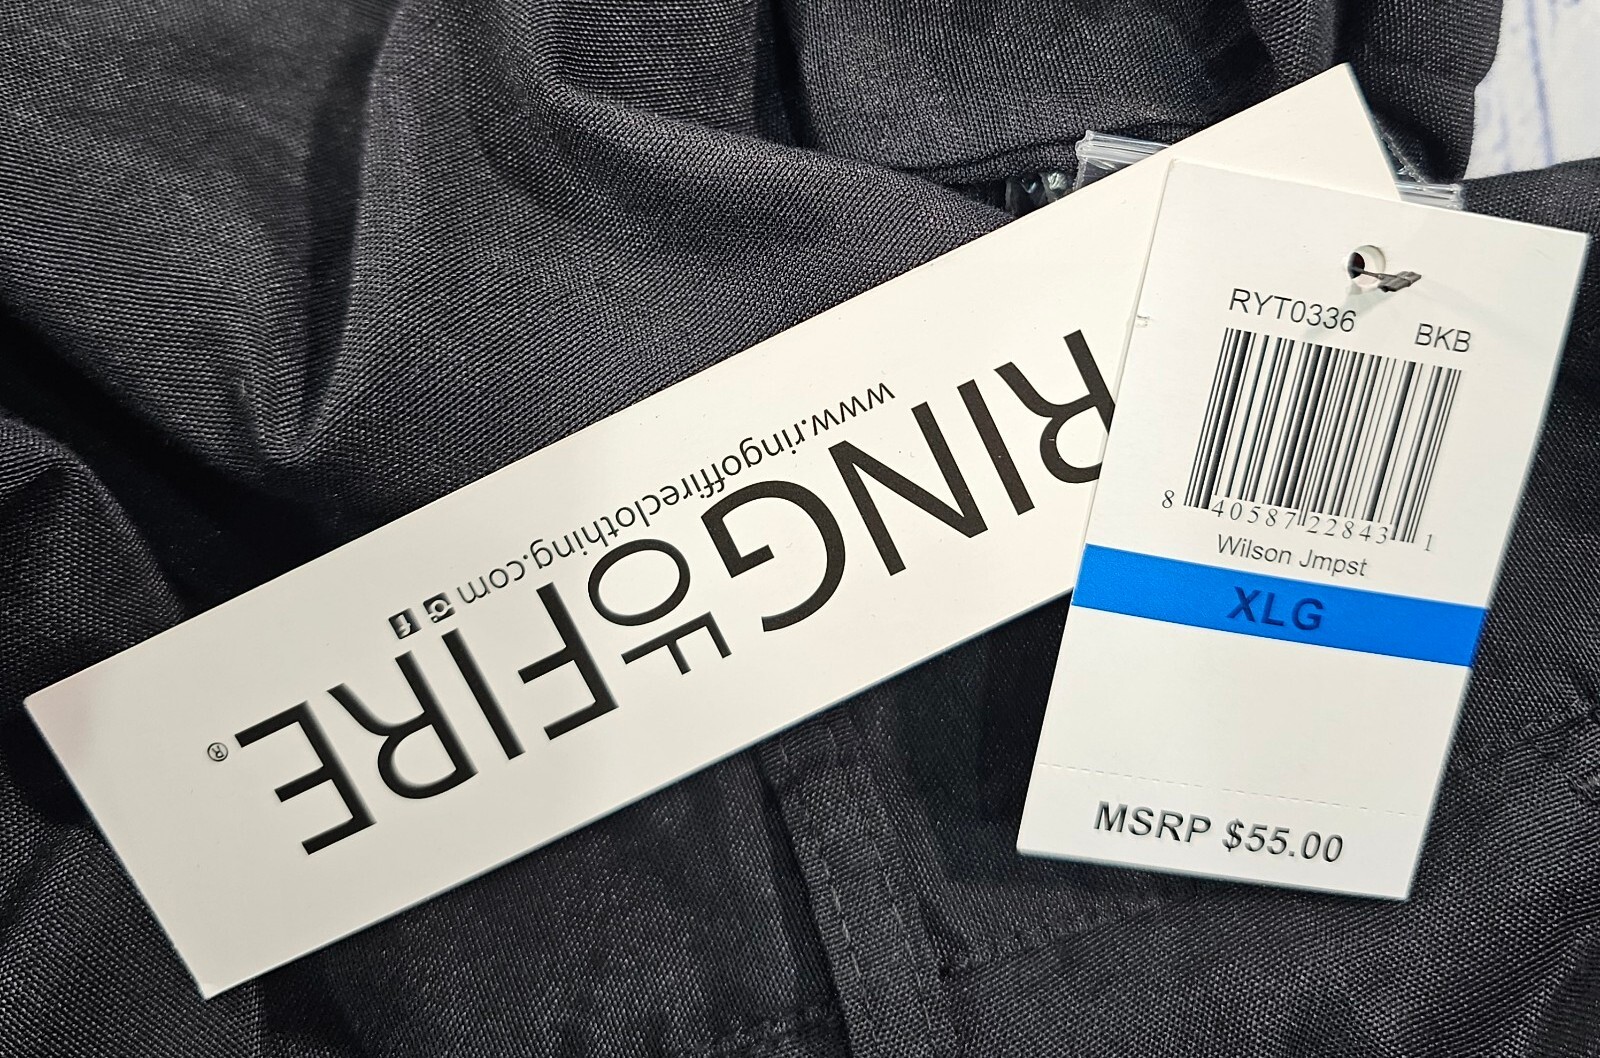 RING
OF
FIRE®
www.ringoffireclothing.com
RYT0336 BKB
8 40587 22843 1
Wilson Jmpst
XLG
MSRP $55.00